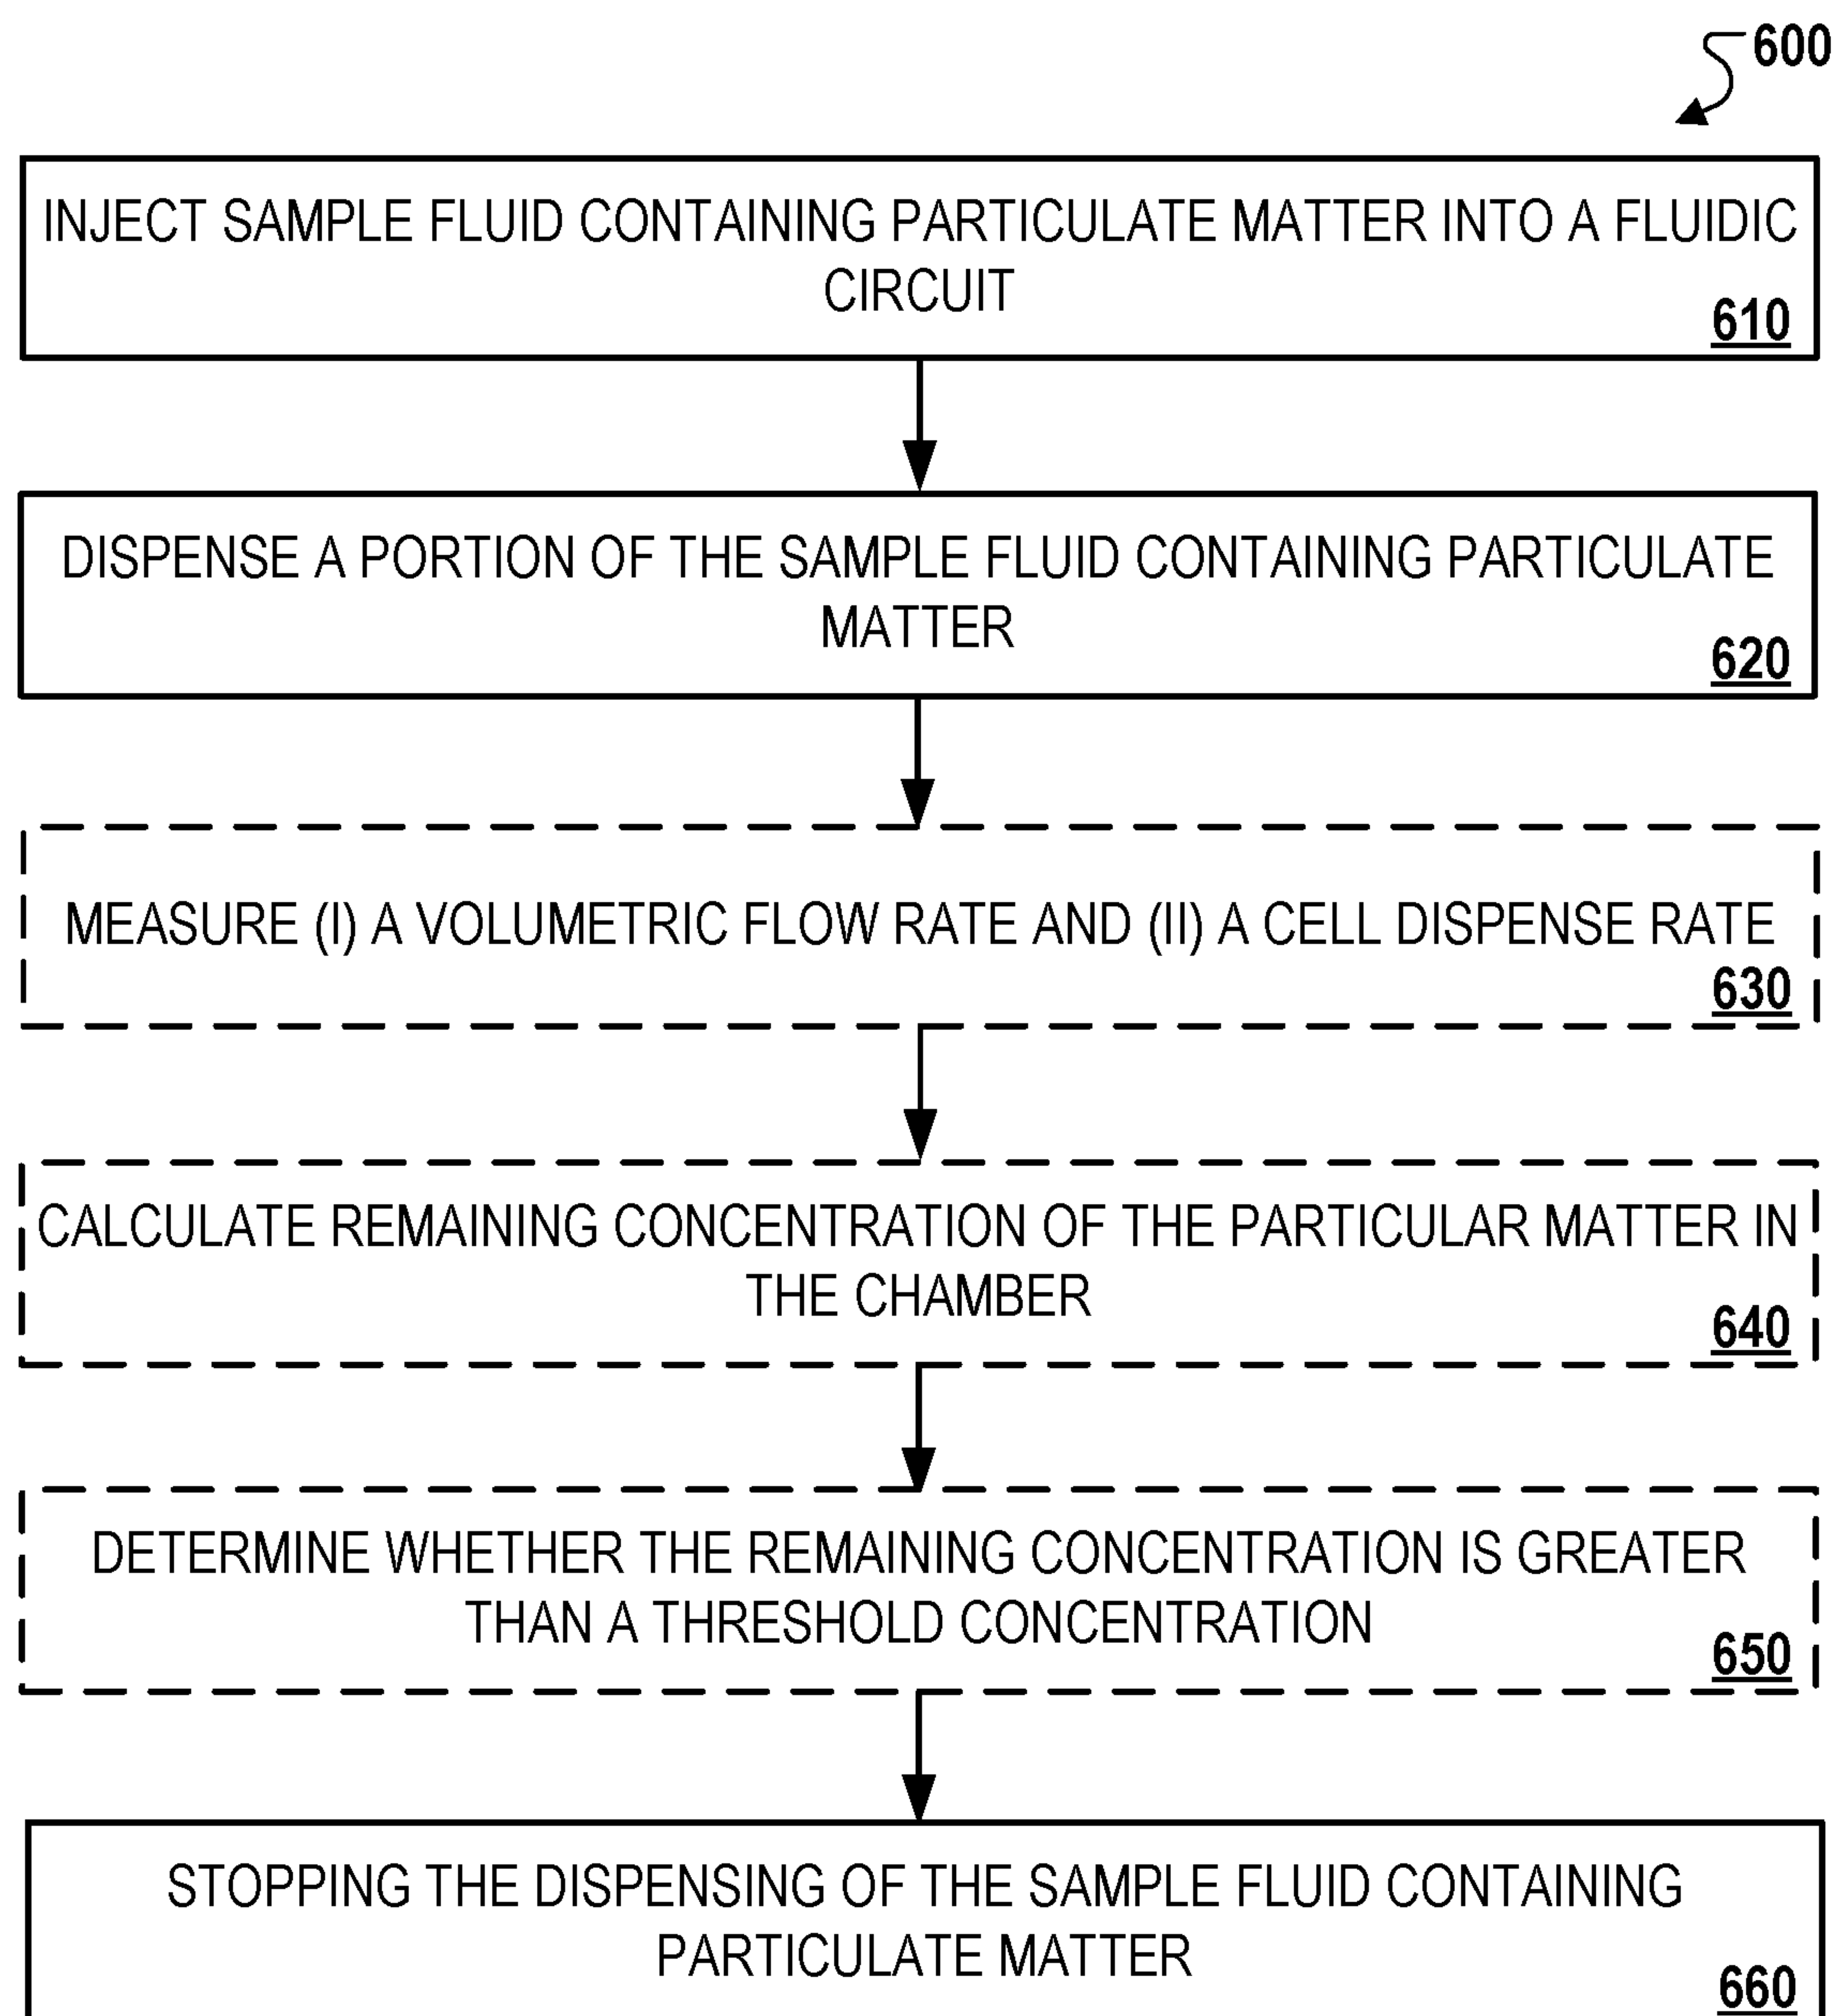 600
INJECT SAMPLE FLUID CONTAINING PARTICULATE MATTER INTO A FLUIDIC
CIRCUIT
610
DISPENSE A PORTION OF THE SAMPLE FLUID CONTAINING PARTICULATE
MATTER
620
MEASURE (I) A VOLUMETRIC FLOW RATE AND (II) A CELL DISPENSE RATE
630
CALCULATE REMAINING CONCENTRATION OF THE PARTICULAR MATTER IN
THE CHAMBER
640
DETERMINE WHETHER THE REMAINING CONCENTRATION IS GREATER
THAN A THRESHOLD CONCENTRATION
650
STOPPING THE DISPENSING OF THE SAMPLE FLUID CONTAINING
PARTICULATE MATTER
660